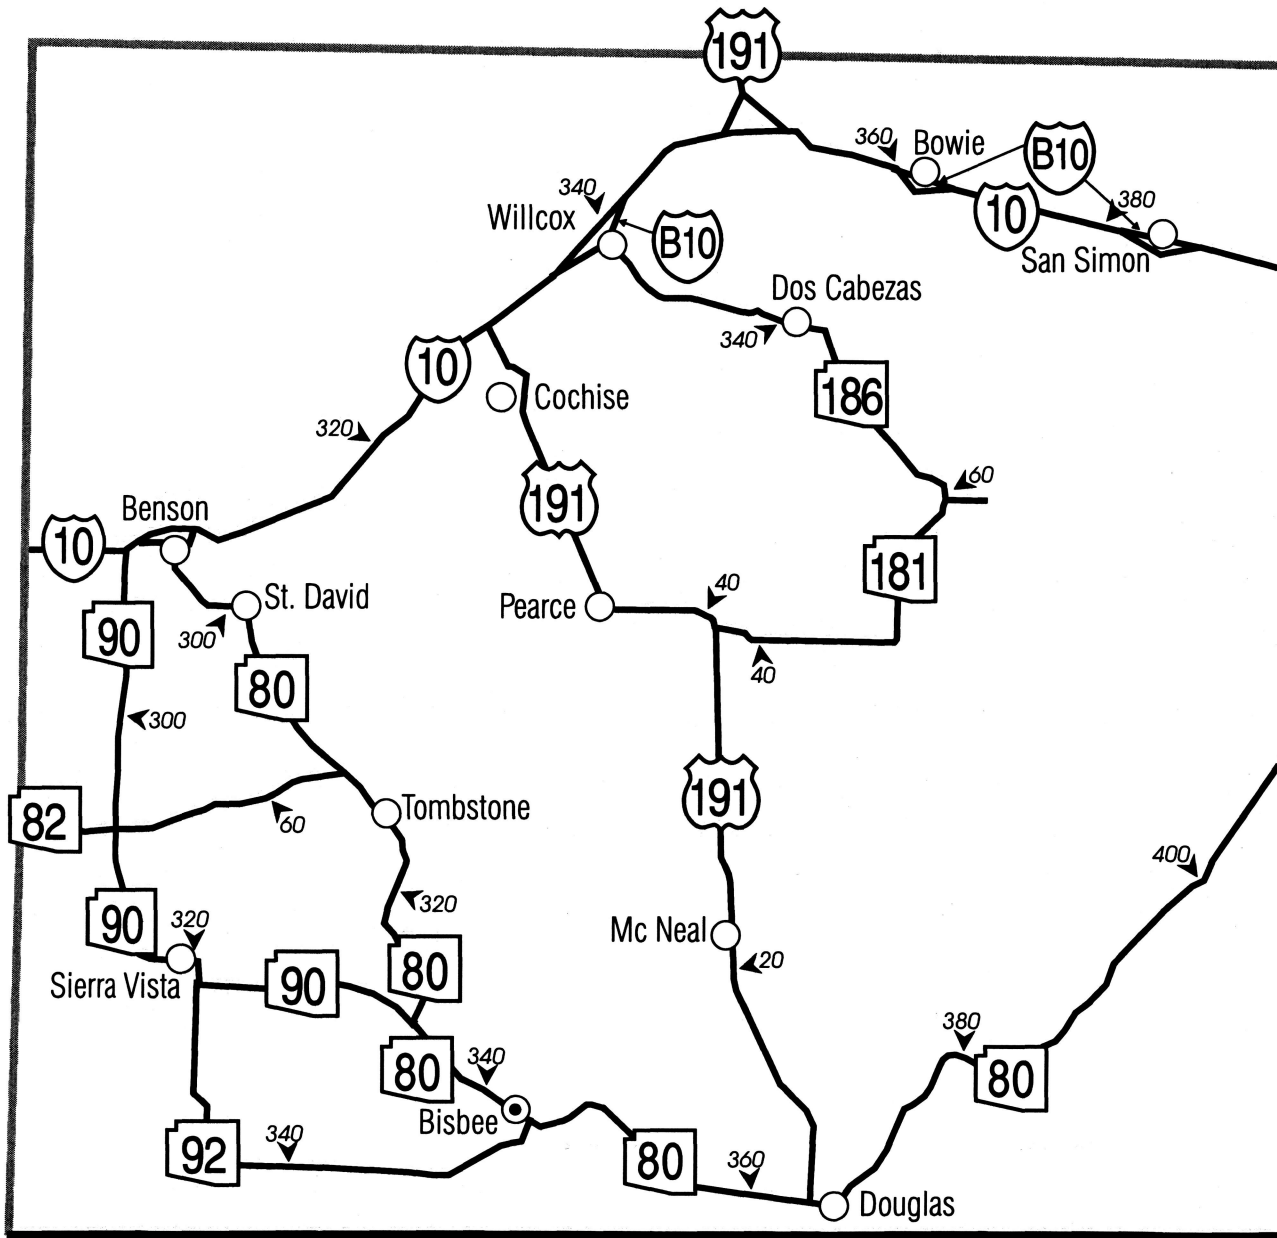 191
360
Bowie
B10
340
Willcox
B10
10
380
San Simon
Dos Cabezas
340
10
Cochise
186
320
60
191
Benson
10
181
St. David
300
Pearce
40
40
90
80
300
191
82
60
Tombstone
400
90
320
320
Mc Neal
20
80
Sierra Vista
90
380
80
80
340
Bisbee
92
340
80
360
Douglas